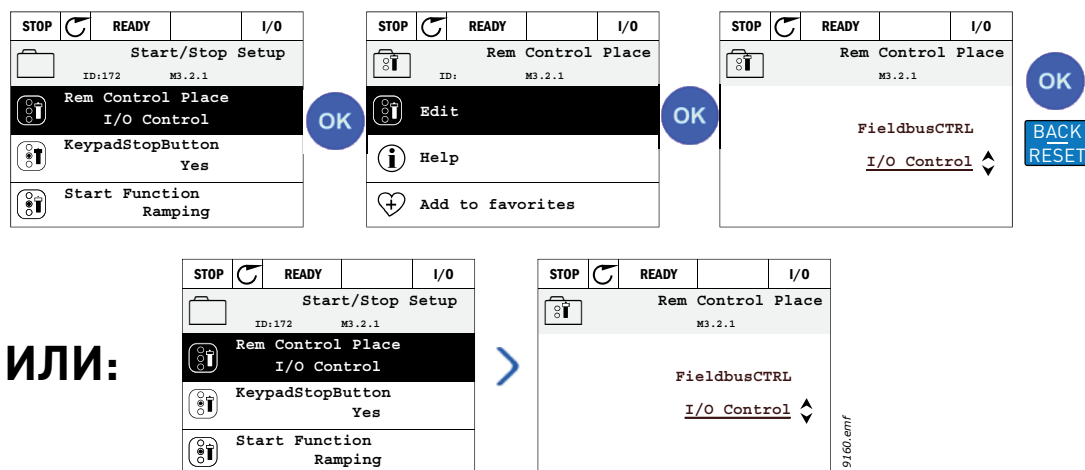 STOP READY I/O
Start/Stop Setup
ID:172 M3.2.1
Rem Control Place
I/O Control
KeypadStopButton
Yes
Start Function
Ramping
OK
STOP READY I/O
Rem Control Place
ID: M3.2.1
Edit
Help
Add to favorites
OK
STOP READY I/O
Rem Control Place
M3.2.1
FieldbusCTRL
I/O Control
OK
BACK
RESET
ИЛИ:
STOP READY I/O
Start/Stop Setup
ID:172 M3.2.1
Rem Control Place
I/O Control
KeypadStopButton
Yes
Start Function
Ramping
STOP READY I/O
Rem Control Place
M3.2.1
FieldbusCTRL
I/O Control
9160.emf